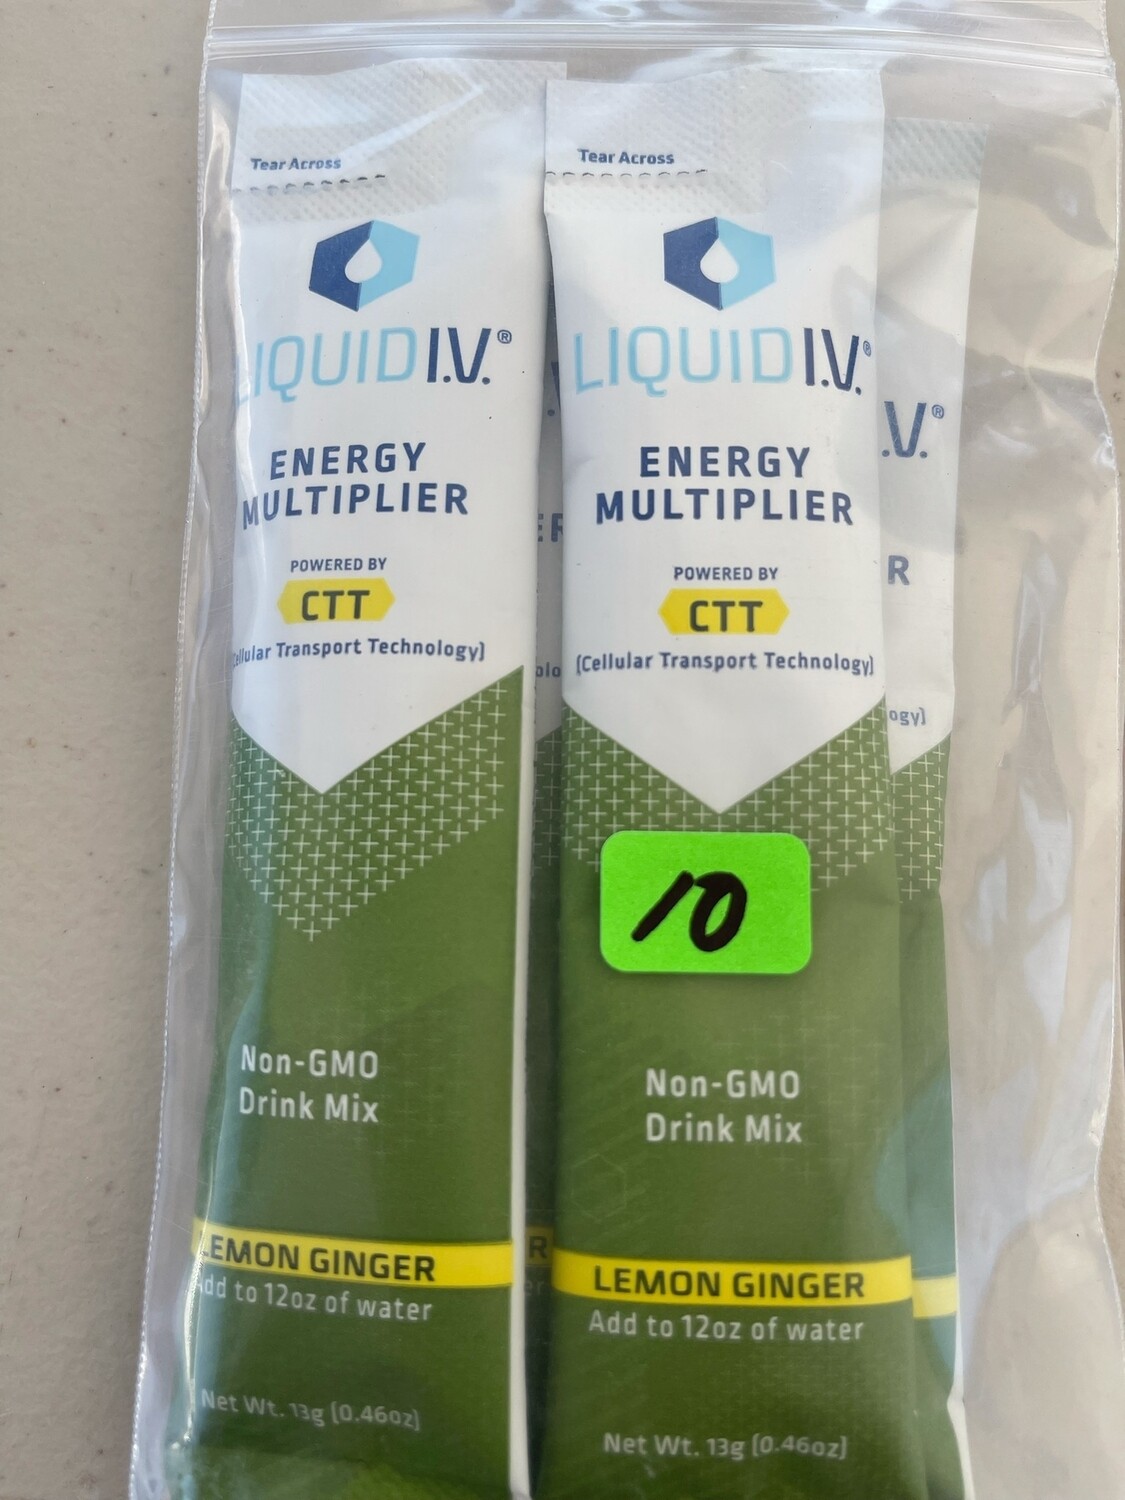 Tear Across
LIQUID I.V.®
ENERGY
MULTIPLIER
POWERED BY
CTT
(Cellular Transport Technology)
Non-GMO
Drink Mix
LEMON GINGER
Add to 12oz of water
Net Wt. 13g (0.46oz)
Tear Across
LIQUID I.V.®
ENERGY
MULTIPLIER
POWERED BY
CTT
(Cellular Transport Technology)
10
Non-GMO
Drink Mix
LEMON GINGER
Add to 12oz of water
Net Wt. 13g (0.46oz)
.V.®
R
ogy)